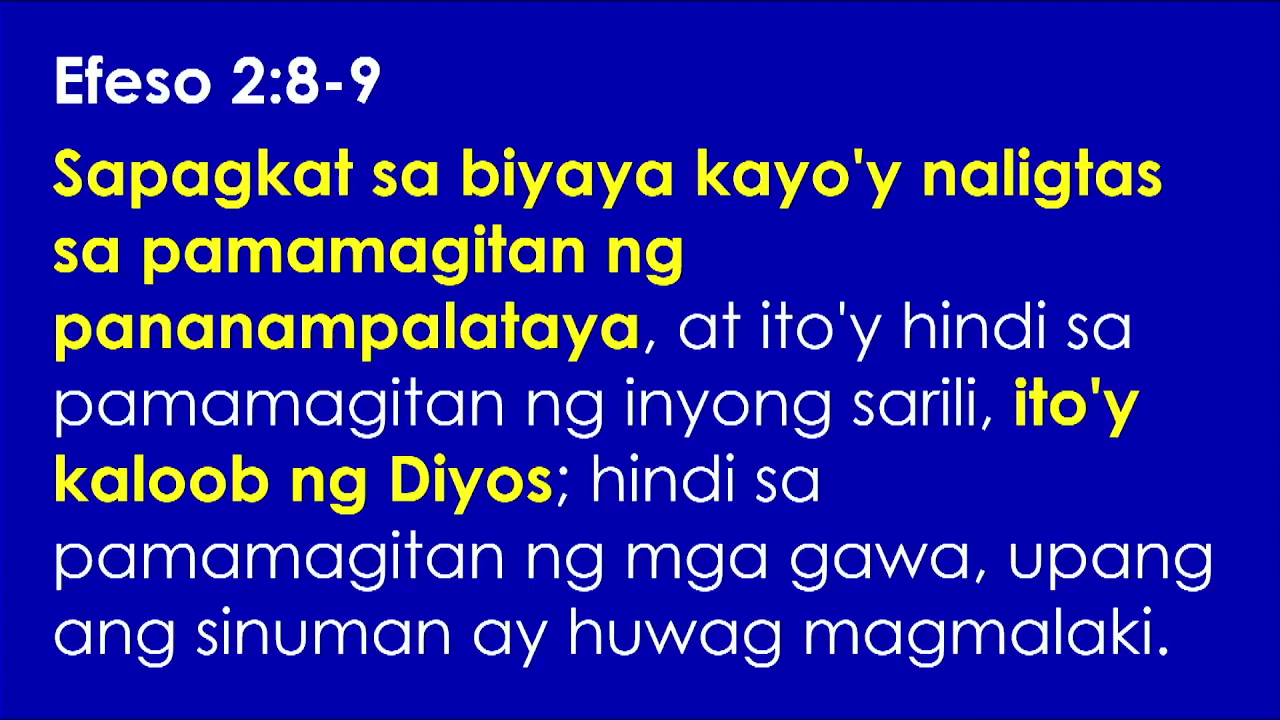 Efeso 2:8-9
Sapagkat sa biyaya kayo'y naligtas
sa pamamagitan ng
pananampalataya, at ito'y hindi sa
pamamagitan ng inyong sarili, ito'y
kaloob ng Diyos; hindi sa
pamamagitan ng mga gawa, upang
ang sinuman ay huwag magmalaki.